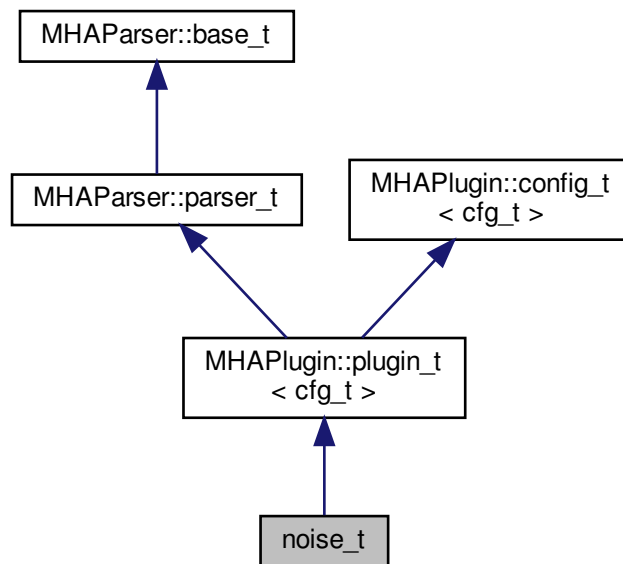 MHAParser::base_t
MHAParser::parser_t
MHAPlugin::config_t
< cfg_t >
MHAPlugin::plugin_t
< cfg_t >
noise_t